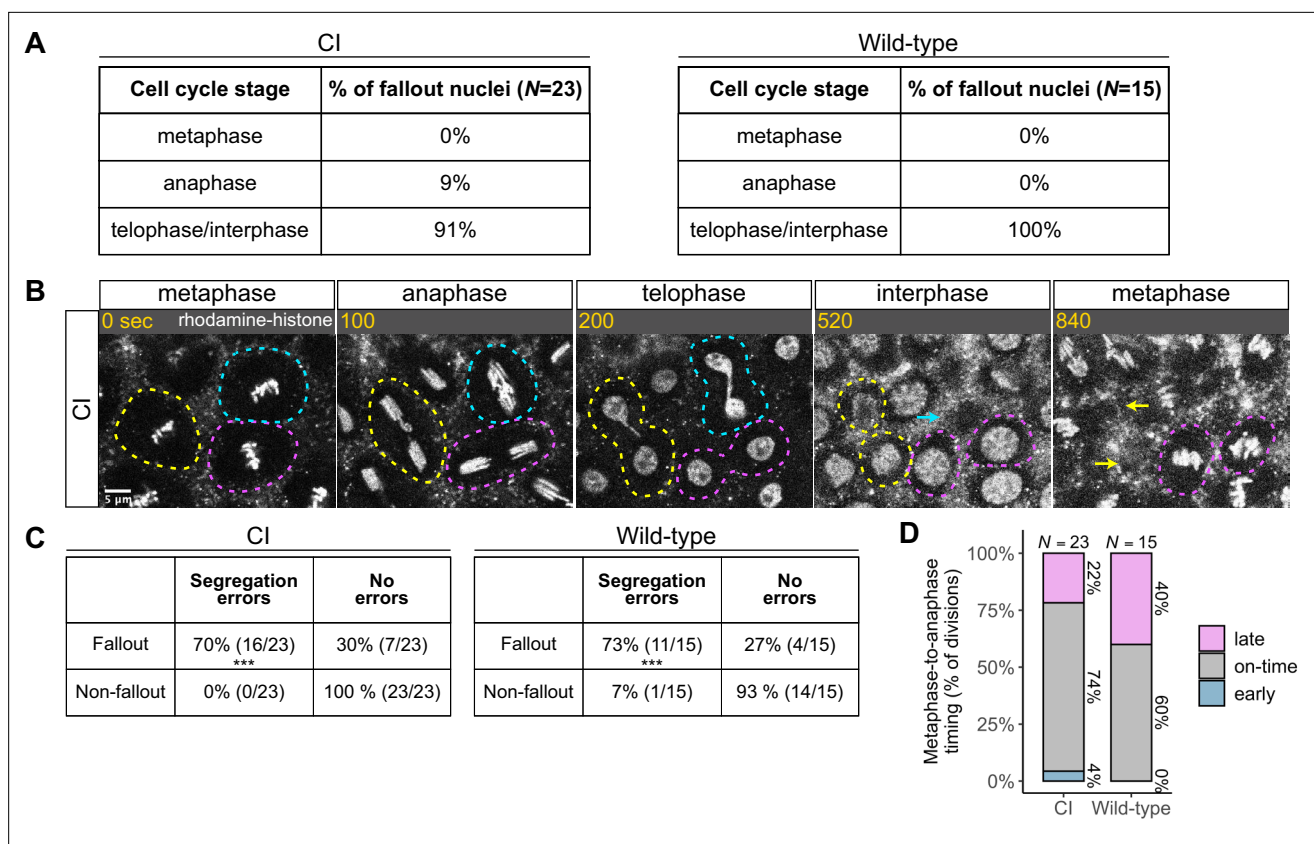 A
CI
Wild-type
Cell cycle stage % of fallout nuclei (N=23)
metaphase 0%
anaphase 9%
telophase/interphase 91%
Cell cycle stage % of fallout nuclei (N=15)
metaphase 0%
anaphase 0%
telophase/interphase 100%
B
metaphase anaphase telophase interphase metaphase
0 sec rhodamine-histone 100 200 520 840
CI
5 μm
C
CI
Segregation No
errors errors
Fallout 70% (16/23) 30% (7/23)
***
Non-fallout 0% (0/23) 100 % (23/23)
Wild-type
Segregation No
errors errors
Fallout 73% (11/15) 27% (4/15)
***
Non-fallout 7% (1/15) 93 % (14/15)
D
N = 23 N = 15
Metaphase-to-anaphase
timing (% of divisions)
100%
75%
50%
25%
0%
22%
74%
4%
40%
60%
0%
CI Wild-type
late
on-time
early